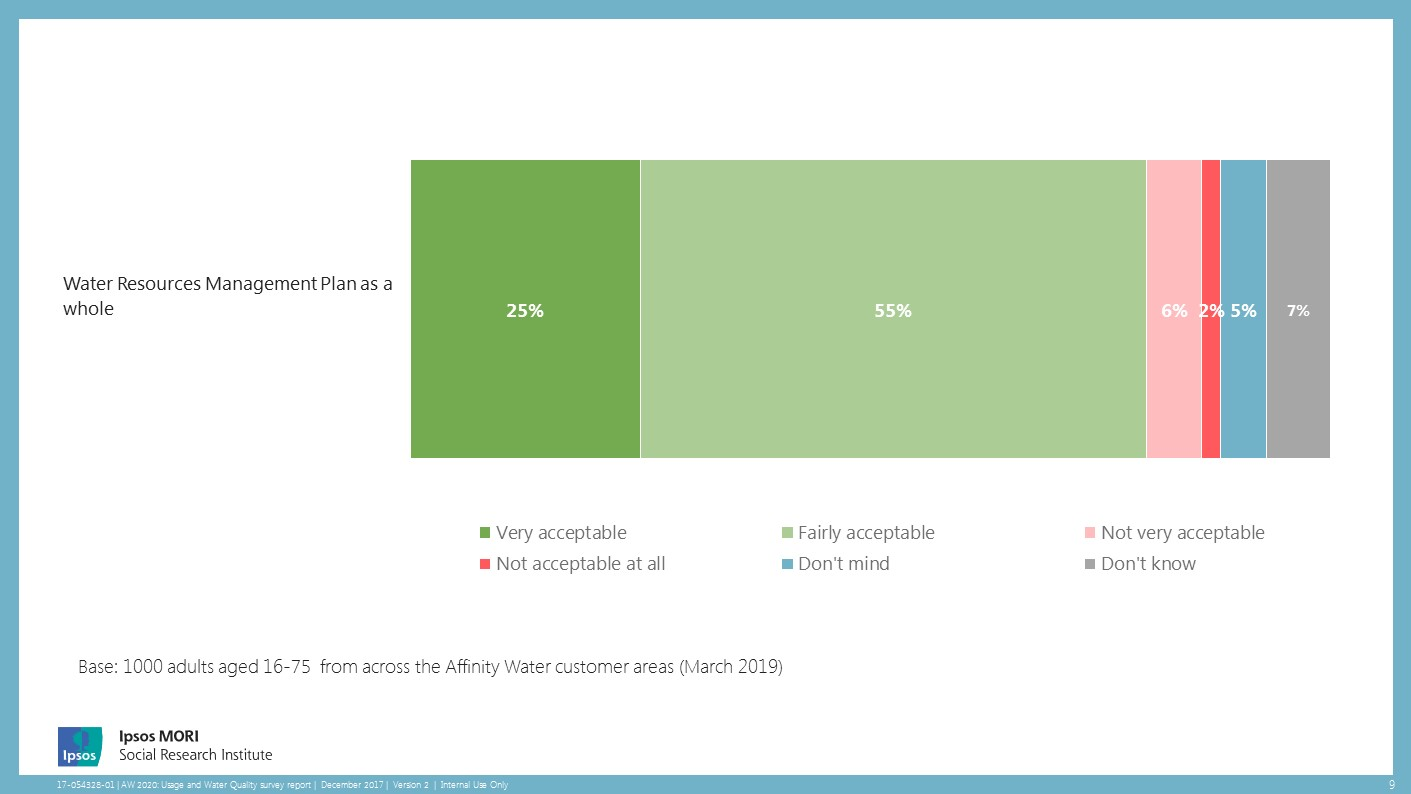 Water Resources Management Plan as a
whole
25% 55% 6% 2% 5% 7%
Very acceptable Fairly acceptable Not very acceptable
Not acceptable at all Don't mind Don't know
Base: 1000 adults aged 16-75 from across the Affinity Water customer areas (March 2019)
Ipsos
Ipsos MORI
Social Research Institute
17-054328-01 | AW 2020: Usage and Water Quality survey report | December 2017 | Version 2 | Internal Use Only
9